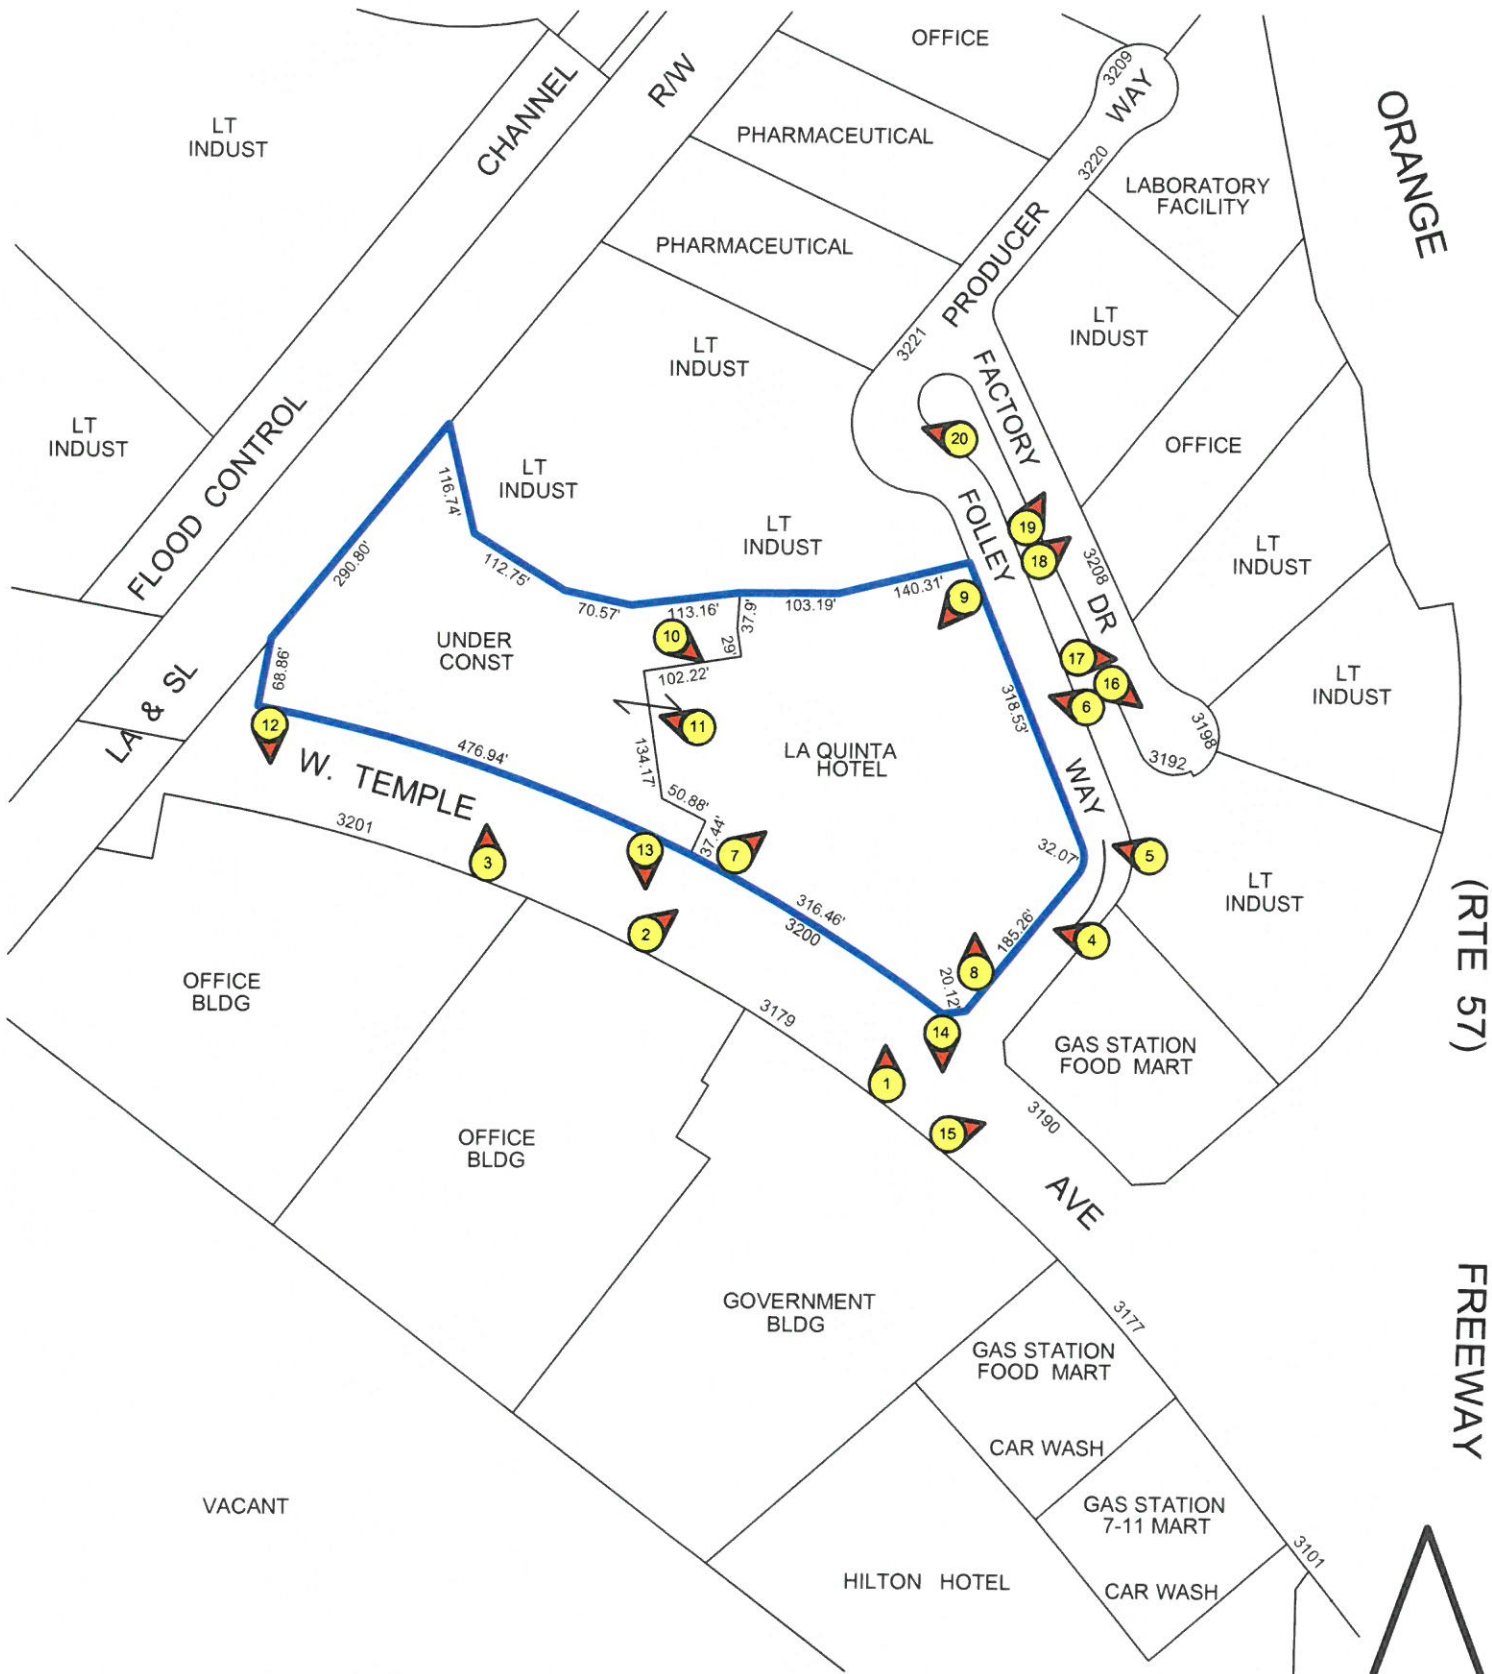 OFFICE
3209
WAY
CHANNEL
R/W
ORANGE
LT
INDUST
PHARMACEUTICAL
3220
LABORATORY
FACILITY
PHARMACEUTICAL
PRODUCER
LT
INDUST
LT
INDUST
3221
FACTORY
LT
INDUST
FLOOD CONTROL
20
OFFICE
LT
INDUST
116.74'
FOLLEY
19
18
LT
INDUST
290.80'
112.75'
3208
DR
LT
INDUST
70.57'
113.16'
37.9'
103.19'
140.31'
9
10
29'
UNDER
CONST
102.22'
17
16
6
LT
INDUST
68.86'
LA & SL
12
318.53'
3198
3192
11
134.17'
LA QUINTA
HOTEL
476.94'
W. TEMPLE
WAY
50.88'
37.44'
3201
3
13
7
32.07'
5
LT
INDUST
(RTE 57)
316.46'
3200
2
185.26'
4
8
20.12'
OFFICE
BLDG
3179
14
GAS STATION
FOOD MART
1
3190
15
OFFICE
BLDG
AVE
GOVERNMENT
BLDG
3177
FREEWAY
GAS STATION
FOOD MART
CAR WASH
VACANT
GAS STATION
7-11 MART
3101
HILTON HOTEL
CAR WASH